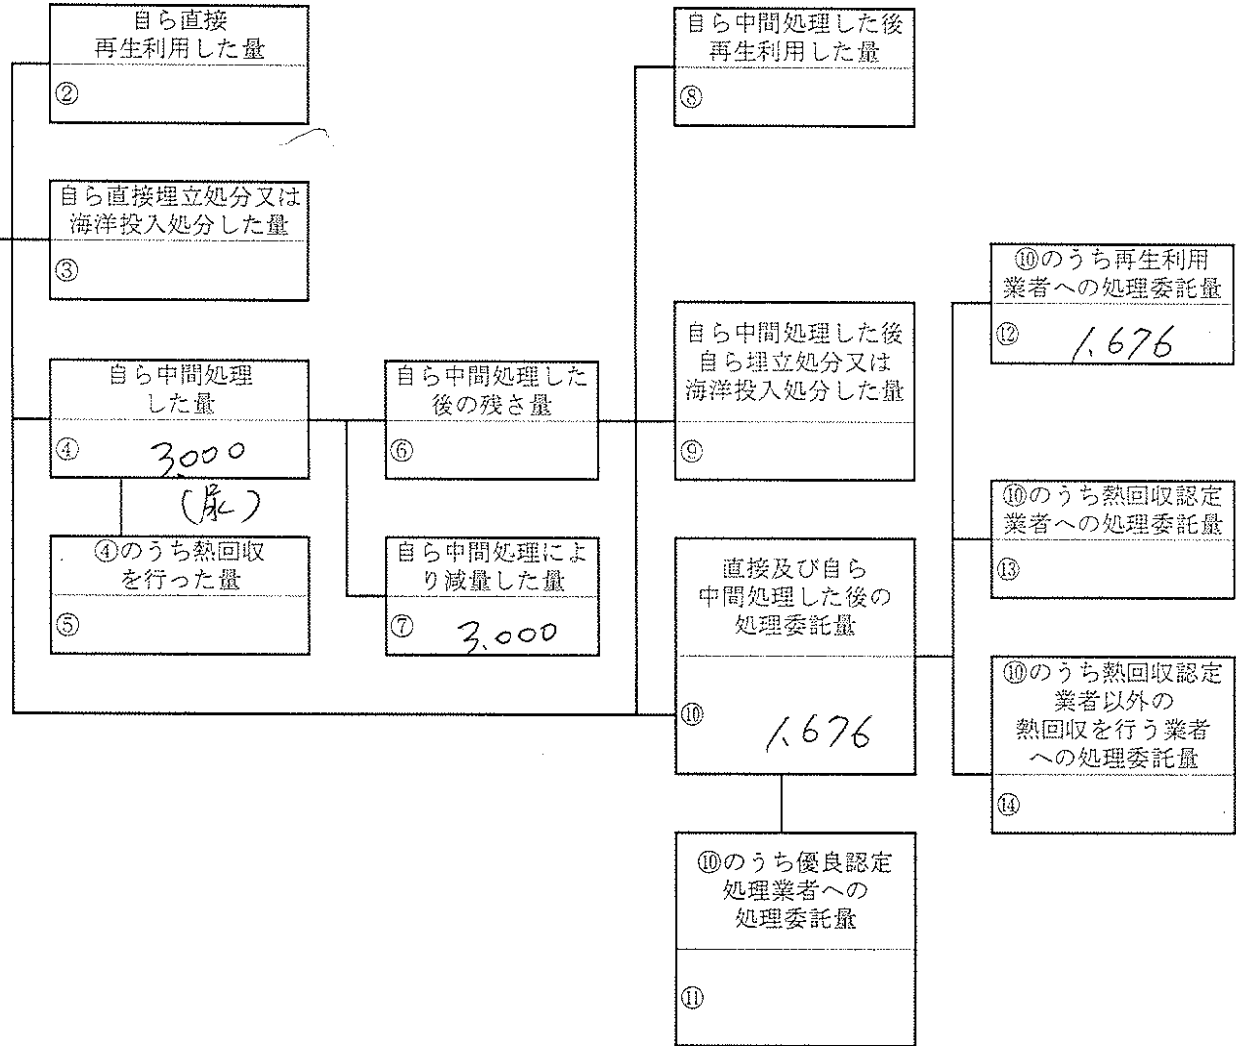 自ら直接
再生利用した量
②
自ら直接埋立処分又は
海洋投入処分した量
③
自ら中間処理
した量
④ 3,000
(尿)
④のうち熱回収
を行った量
⑤
自ら中間処理した
後の残さ量
⑥
自ら中間処理によ
り減量した量
⑦ 3,000
自ら中間処理した後
再生利用した量
⑧
自ら中間処理した後
自ら埋立処分又は
海洋投入処分した量
⑨
直接及び自ら
中間処理した後の
処理委託量
⑩ 1,676
⑩のうち優良認定
処理業者への
処理委託量
⑪
⑩のうち再生利用
業者への処理委託量
⑫ 1,676
⑩のうち熱回収認定
業者への処理委託量
⑬
⑩のうち熱回収認定
業者以外の
熱回収を行う業者
への処理委託量
⑭